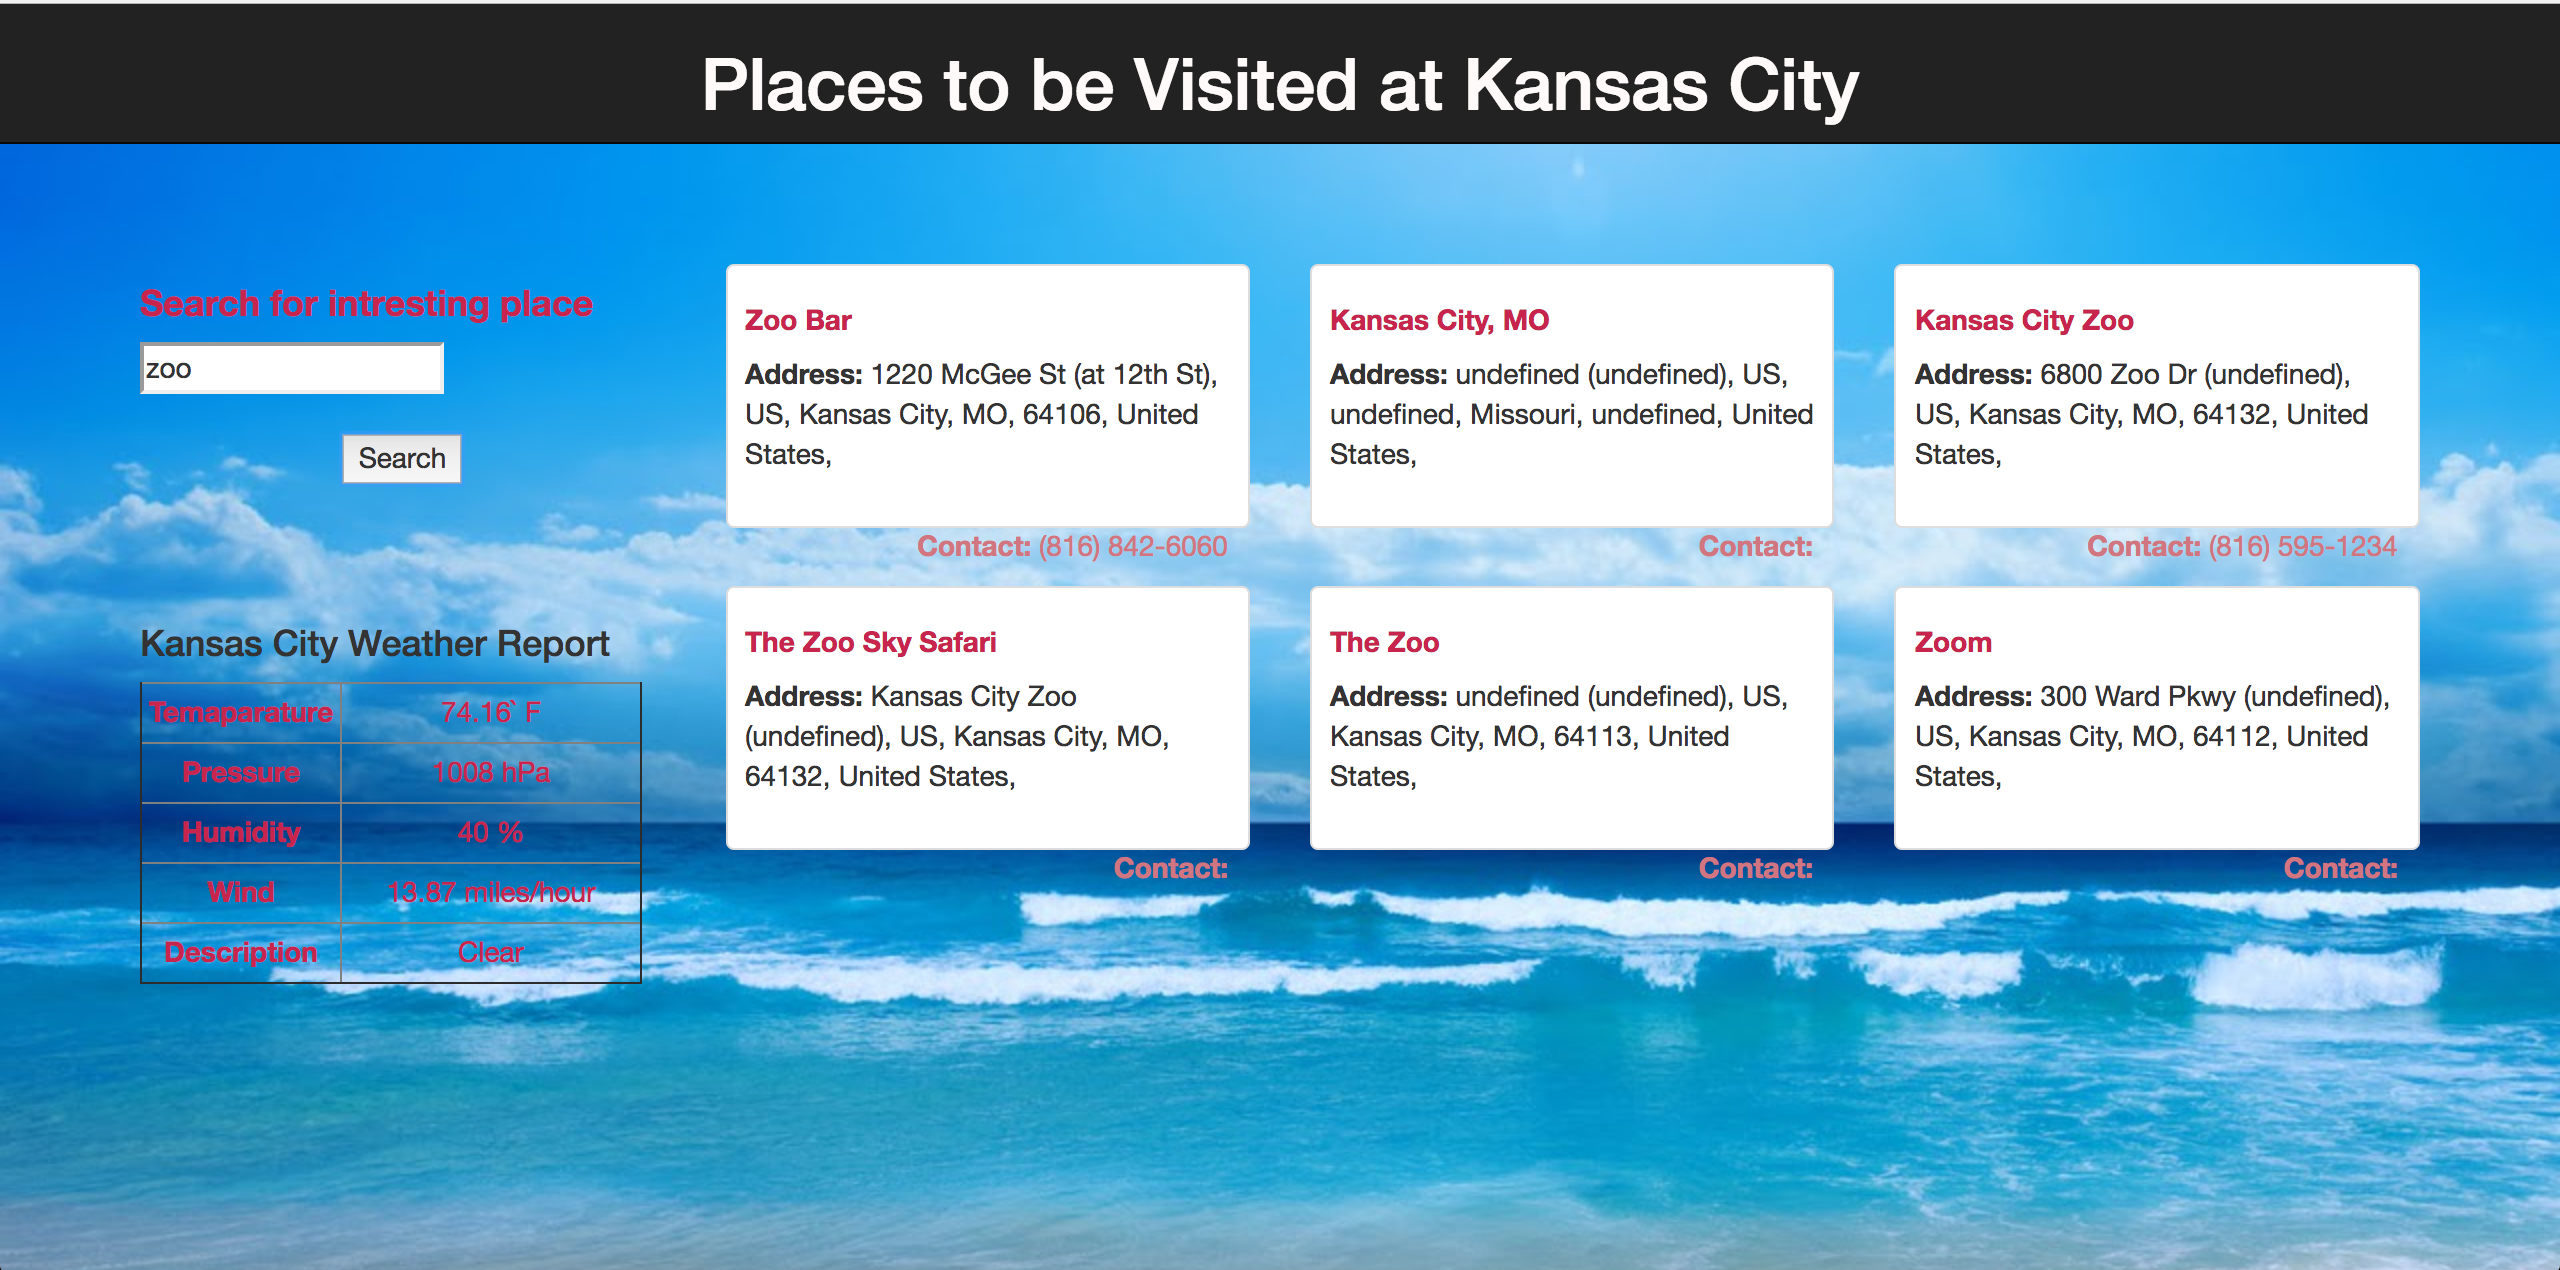 Places to be Visited at Kansas City
Search for intresting place
zoo
Search
Kansas City Weather Report
Temaparature 74.16` F
Pressure 1008 hPa
Humidity 40 %
Wind 13.87 miles/hour
Description Clear
Zoo Bar
Address: 1220 McGee St (at 12th St),
US, Kansas City, MO, 64106, United
States,
Contact: (816) 842-6060
Kansas City, MO
Address: undefined (undefined), US,
undefined, Missouri, undefined, United
States,
Contact:
Kansas City Zoo
Address: 6800 Zoo Dr (undefined),
US, Kansas City, MO, 64132, United
States,
Contact: (816) 595-1234
The Zoo Sky Safari
Address: Kansas City Zoo
(undefined), US, Kansas City, MO,
64132, United States,
Contact:
The Zoo
Address: undefined (undefined), US,
Kansas City, MO, 64113, United
States,
Contact:
Zoom
Address: 300 Ward Pkwy (undefined),
US, Kansas City, MO, 64112, United
States,
Contact: